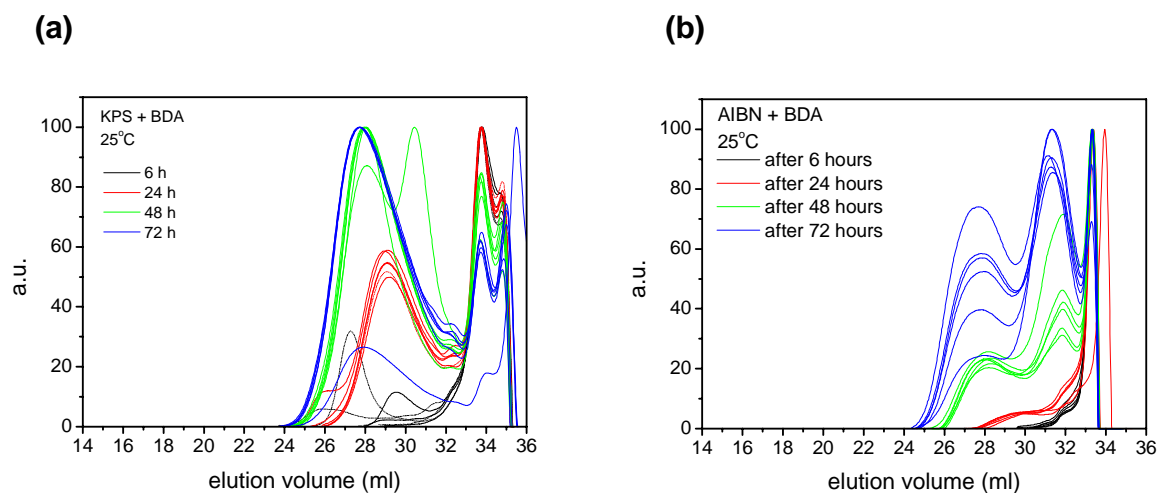 (a)
KPS + BDA
25°C
6 h
24 h
48 h
72 h
a.u.
100
80
60
40
20
0
14 16 18 20 22 24 26 28 30 32 34 36
elution volume (ml)
(b)
AIBN + BDA
25°C
after 6 hours
after 24 hours
after 48 hours
after 72 hours
a.u.
100
80
60
40
20
0
14 16 18 20 22 24 26 28 30 32 34 36
elution volume (ml)